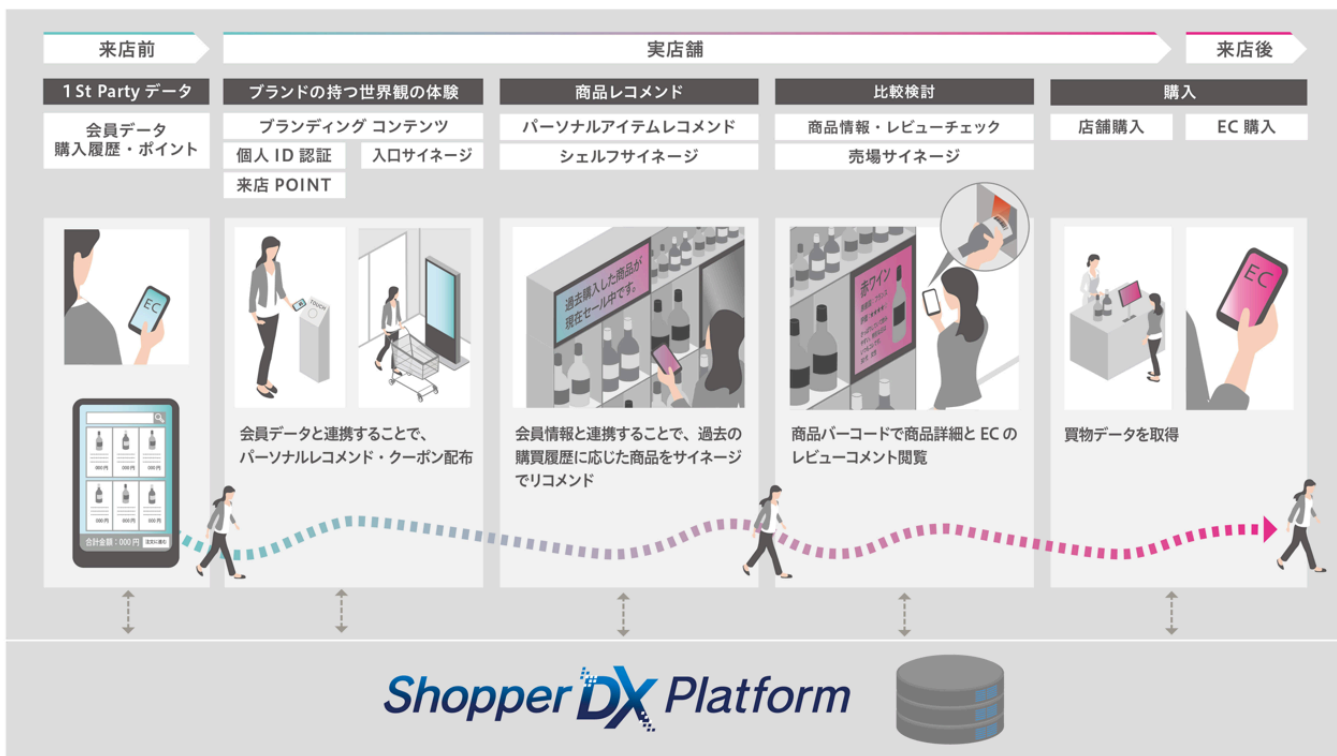 来店前
実店舗
来店後
1St Party データ
ブランドの持つ世界観の体験
商品レコメンド
比較検討
購入
会員データ
購入履歴・ポイント
ブランディング コンテンツ
個人 ID 認証
入口サイネージ
来店 POINT
パーソナルアイテムレコメンド
シェルフサイネージ
商品情報・レビューチェック
売場サイネージ
店舗購入
EC 購入
EC
TOUCH
過去購入した商品が
現在セール中です。
赤ワイン
EC
000 円
000 円
000 円
000 円
000 円
000 円
合計金額：000 円
会員データと連携することで、
パーソナルレコメンド・クーポン配布
会員情報と連携することで、過去の
購買履歴に応じた商品をサイネージ
でリコメンド
商品バーコードで商品詳細と EC の
レビューコメント閲覧
買物データを取得
Shopper DX Platform